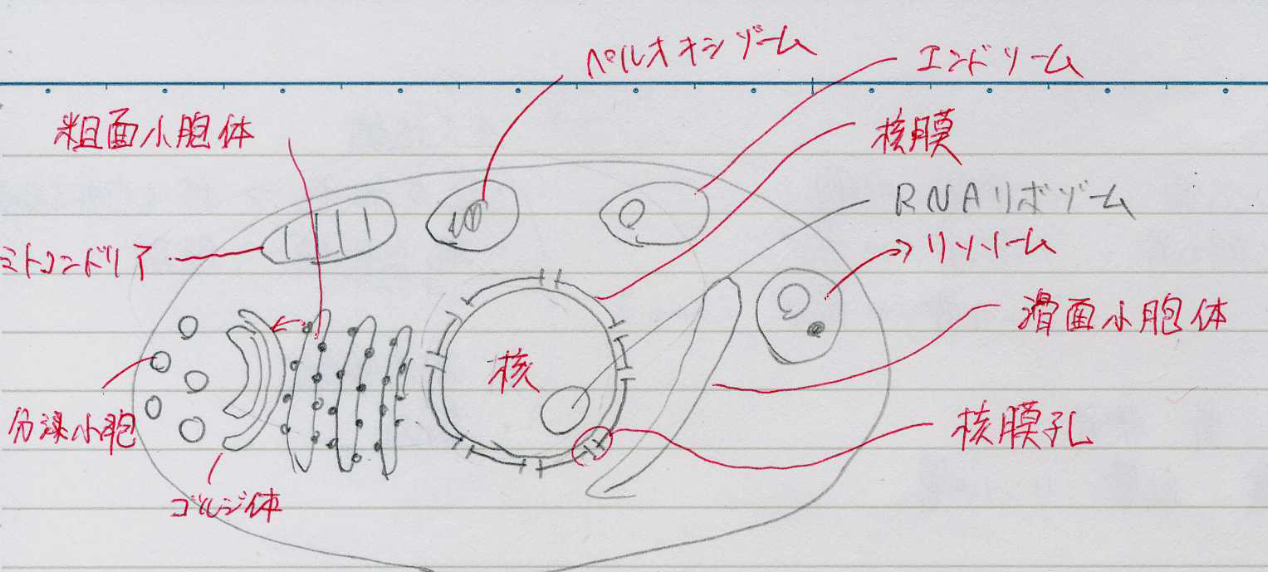 ペルオキシゾーム
エンドソーム
粗面小胞体
核膜
RNAリボゾーム
リソソーム
ミトコンドリア
滑面小胞体
核
分泌小胞
核膜孔
ゴルジ体